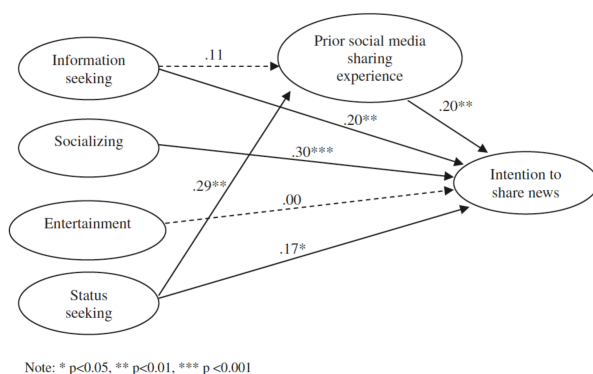 Information
seeking
.11
Prior social media
sharing
experience
.20**
.20**
Socializing
.30***
Intention to
share news
.29**
Entertainment
.00
.17*
Status
seeking
Note: * p<0.05, ** p<0.01, *** p <0.001